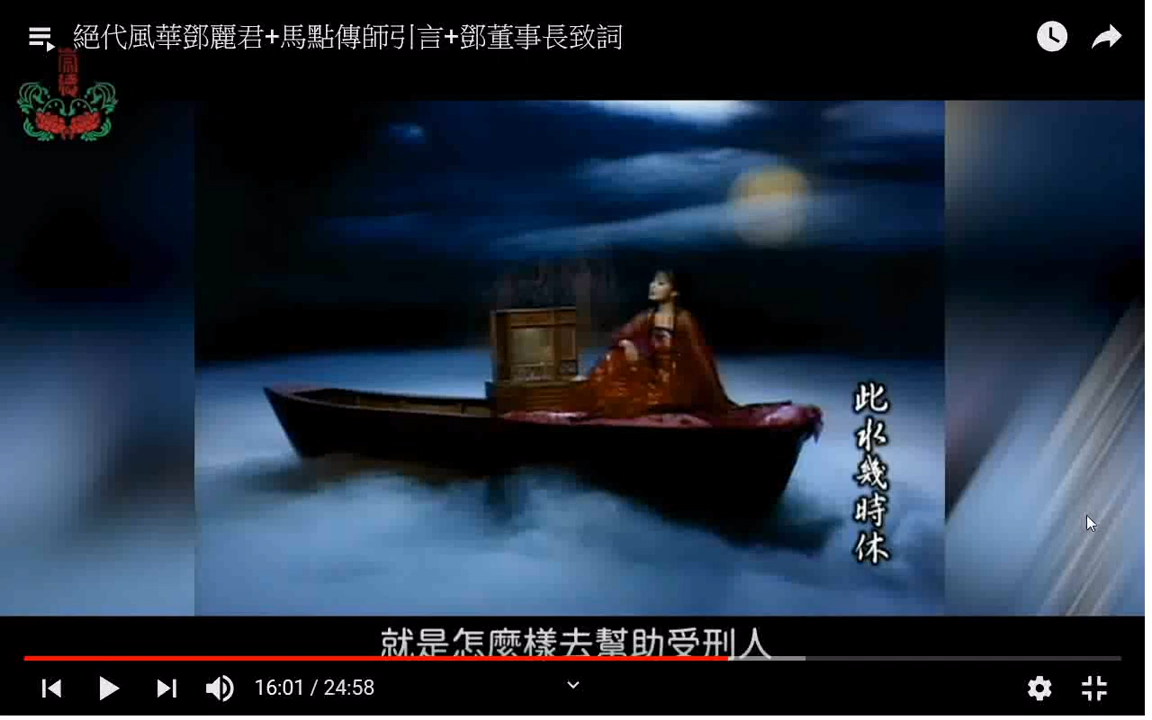 絕代風華鄧麗君+馬點傳師引言+鄧董事長致詞
崇德
此水幾時休
就是怎麼樣去幫助受刑人
16:01 / 24:58